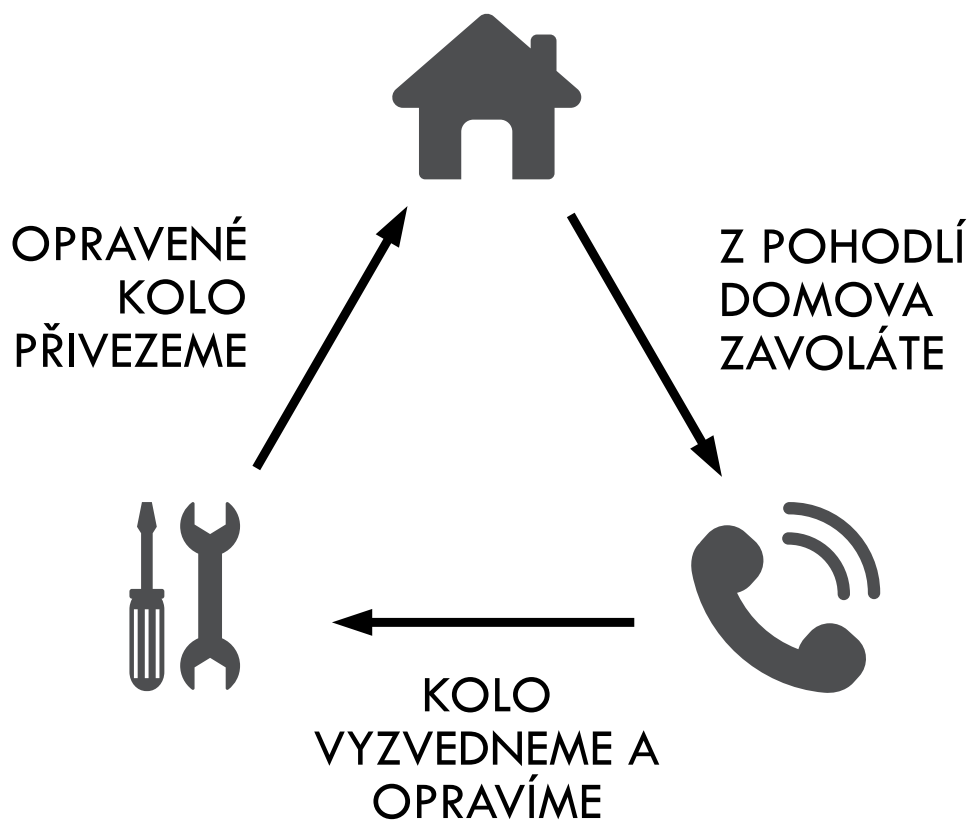 OPRAVENÉ
KOLO
PŘIVEZEME
Z POHODLÍ
DOMOVA
ZAVOLÁTE
KOLO
VYZVEDNEME A
OPRAVÍME